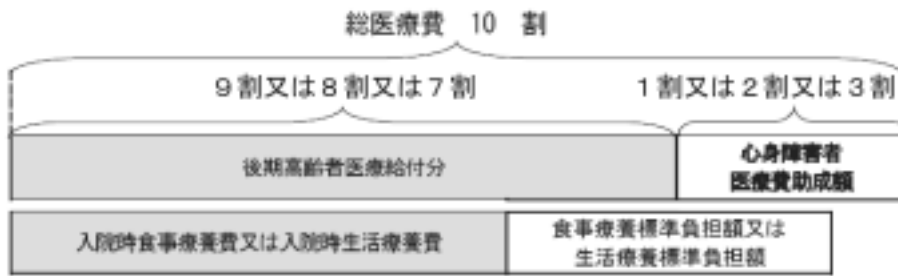 総医療費 10 割
9割又は8割又は7割 1割又は2割又は3割
後期高齢者医療給付分
心身障害者
医療費助成額
入院時食事療養費又は入院時生活療養費
食事療養標準負担額又は
生活療養標準負担額